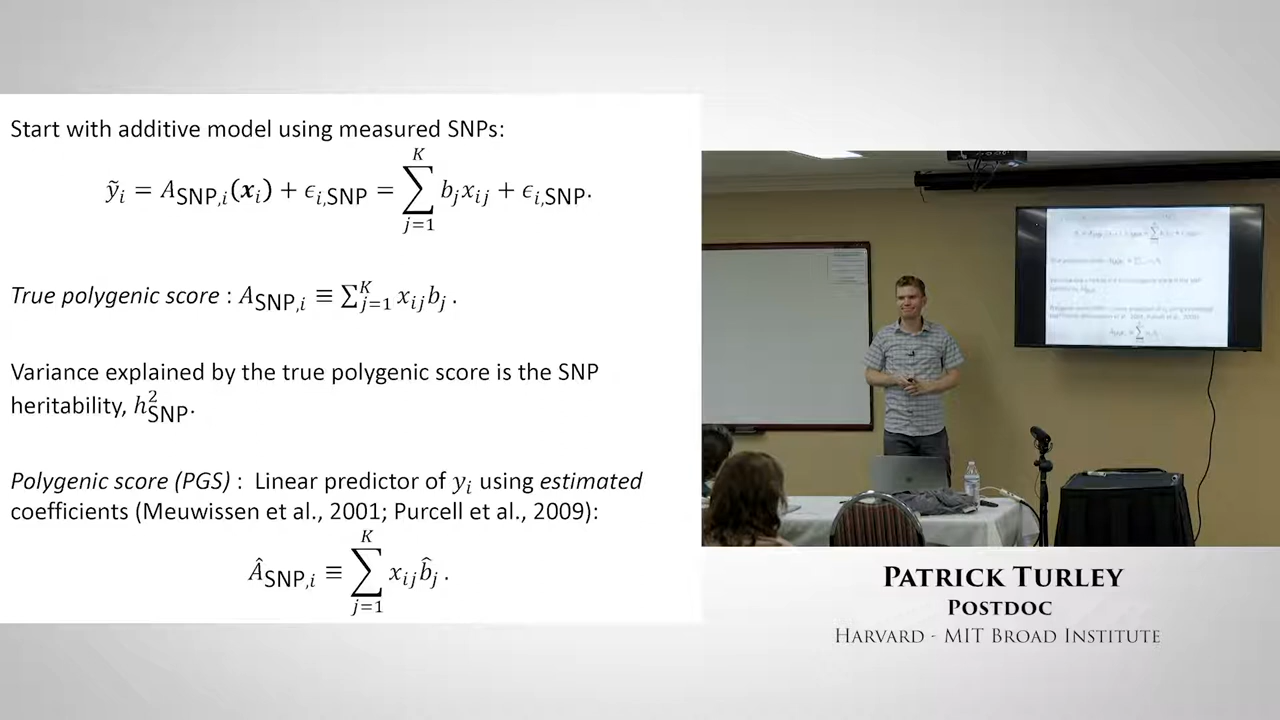 Start with additive model using measured SNPs:
ỹᵢ = A_SNP,i(𝒙ᵢ) + ϵ_i,SNP = ∑_{j=1}^{K} bⱼxᵢⱼ + ϵ_i,SNP.
True polygenic score : A_SNP,i ≡ ∑_{j=1}^{K} xᵢⱼbⱼ .
Variance explained by the true polygenic score is the SNP
heritability, h²_SNP.
Polygenic score (PGS) : Linear predictor of yᵢ using estimated
coefficients (Meuwissen et al., 2001; Purcell et al., 2009):
Â_SNP,i ≡ ∑_{j=1}^{K} xᵢⱼb̂ⱼ .
PATRICK TURLEY
POSTDOC
HARVARD - MIT BROAD INSTITUTE